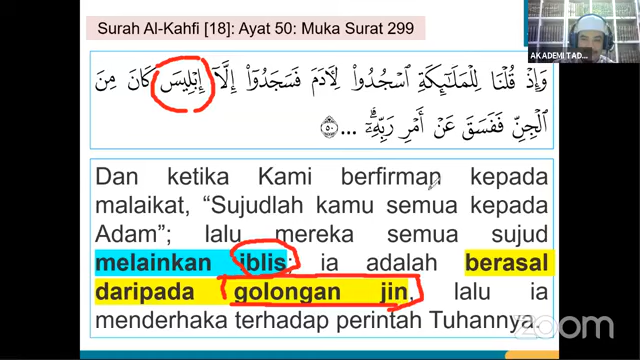 Surah Al-Kahfi [18]: Ayat 50: Muka Surat 299
AKADEMI TAD...
وَإِذْ قُلْنَا لِلْمَلَٰٓئِكَةِ ٱسْجُدُوا۟ لِـَٔادَمَ فَسَجَدُوٓا۟ إِلَّآ إِبْلِيسَ كَانَ مِنَ
ٱلْجِنِّ فَفَسَقَ عَنْ أَمْرِ رَبِّهِۦٓ ۗ ۝٥٠ ...
Dan ketika Kami berfirman kepada
malaikat, “Sujudlah kamu semua kepada
Adam”; lalu mereka semua sujud
melainkan iblis; ia adalah berasal
daripada golongan jin, lalu ia
menderhaka terhadap perintah Tuhannya.
zoom